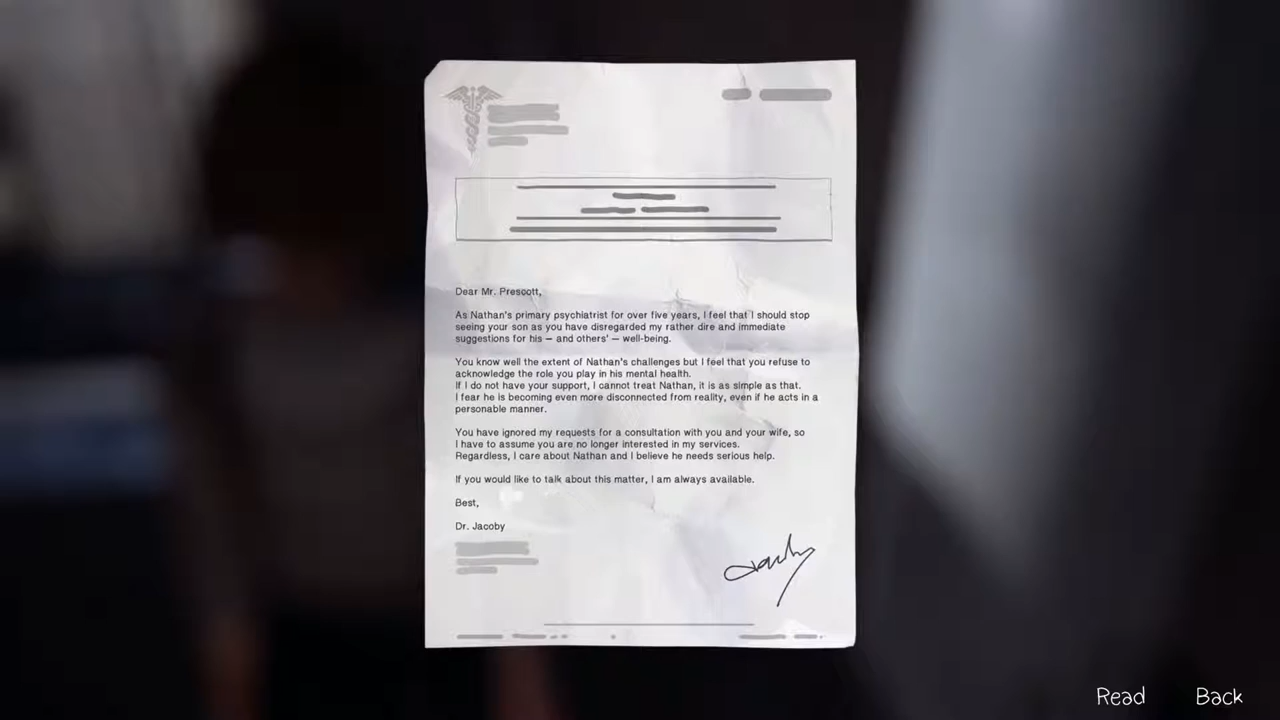 Dear Mr. Prescott,
As Nathan's primary psychiatrist for over five years, I feel that I should stop
seeing your son as you have disregarded my rather dire and immediate
suggestions for his — and others' — well-being.
You know well the extent of Nathan's challenges but I feel that you refuse to
acknowledge the role you play in his mental health.
If I do not have your support, I cannot treat Nathan, it is as simple as that.
I fear he is becoming even more disconnected from reality, even if he acts in a
personable manner.
You have ignored my requests for a consultation with you and your wife, so
I have to assume you are no longer interested in my services.
Regardless, I care about Nathan and I believe he needs serious help.
If you would like to talk about this matter, I am always available.
Best,
Dr. Jacoby
Read Back